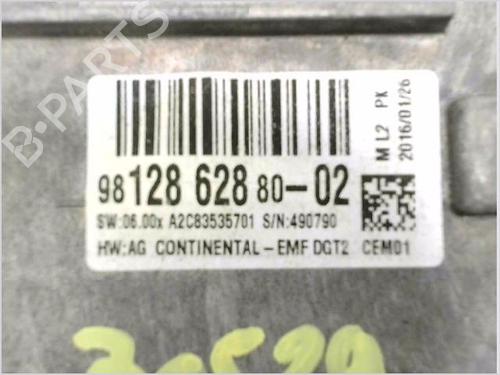 B-PARTS
98 128 628 80-02
SW:06.00x A2C83535701 S/N:490790
HW:AG CONTINENTAL-EMF DGT2 CEM01
M L2 PK
2016/01/26